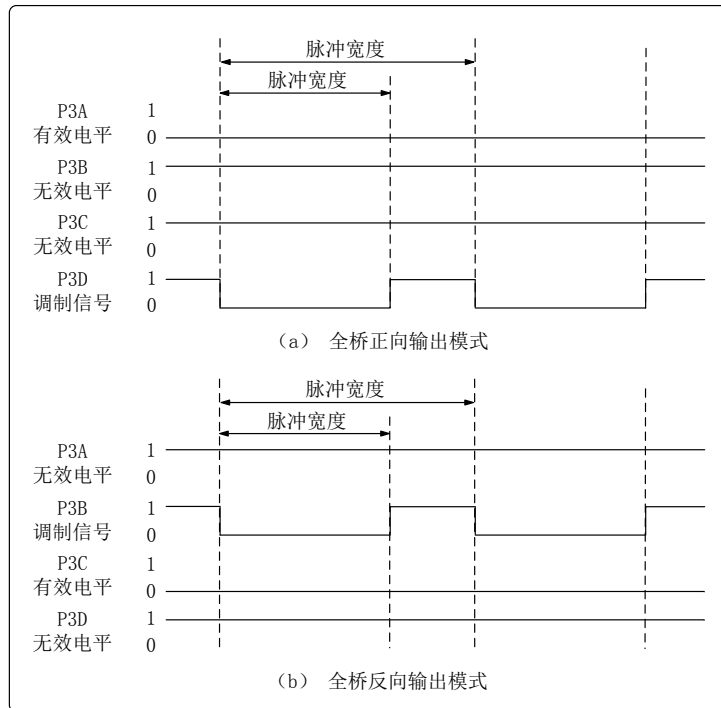 脉冲宽度
脉冲宽度
P3A 1
有效电平 0
P3B 1
无效电平 0
P3C 1
无效电平 0
P3D 1
调制信号 0
(a) 全桥正向输出模式
脉冲宽度
脉冲宽度
P3A 1
无效电平 0
P3B 1
调制信号 0
P3C 1
有效电平 0
P3D 1
无效电平 0
(b) 全桥反向输出模式